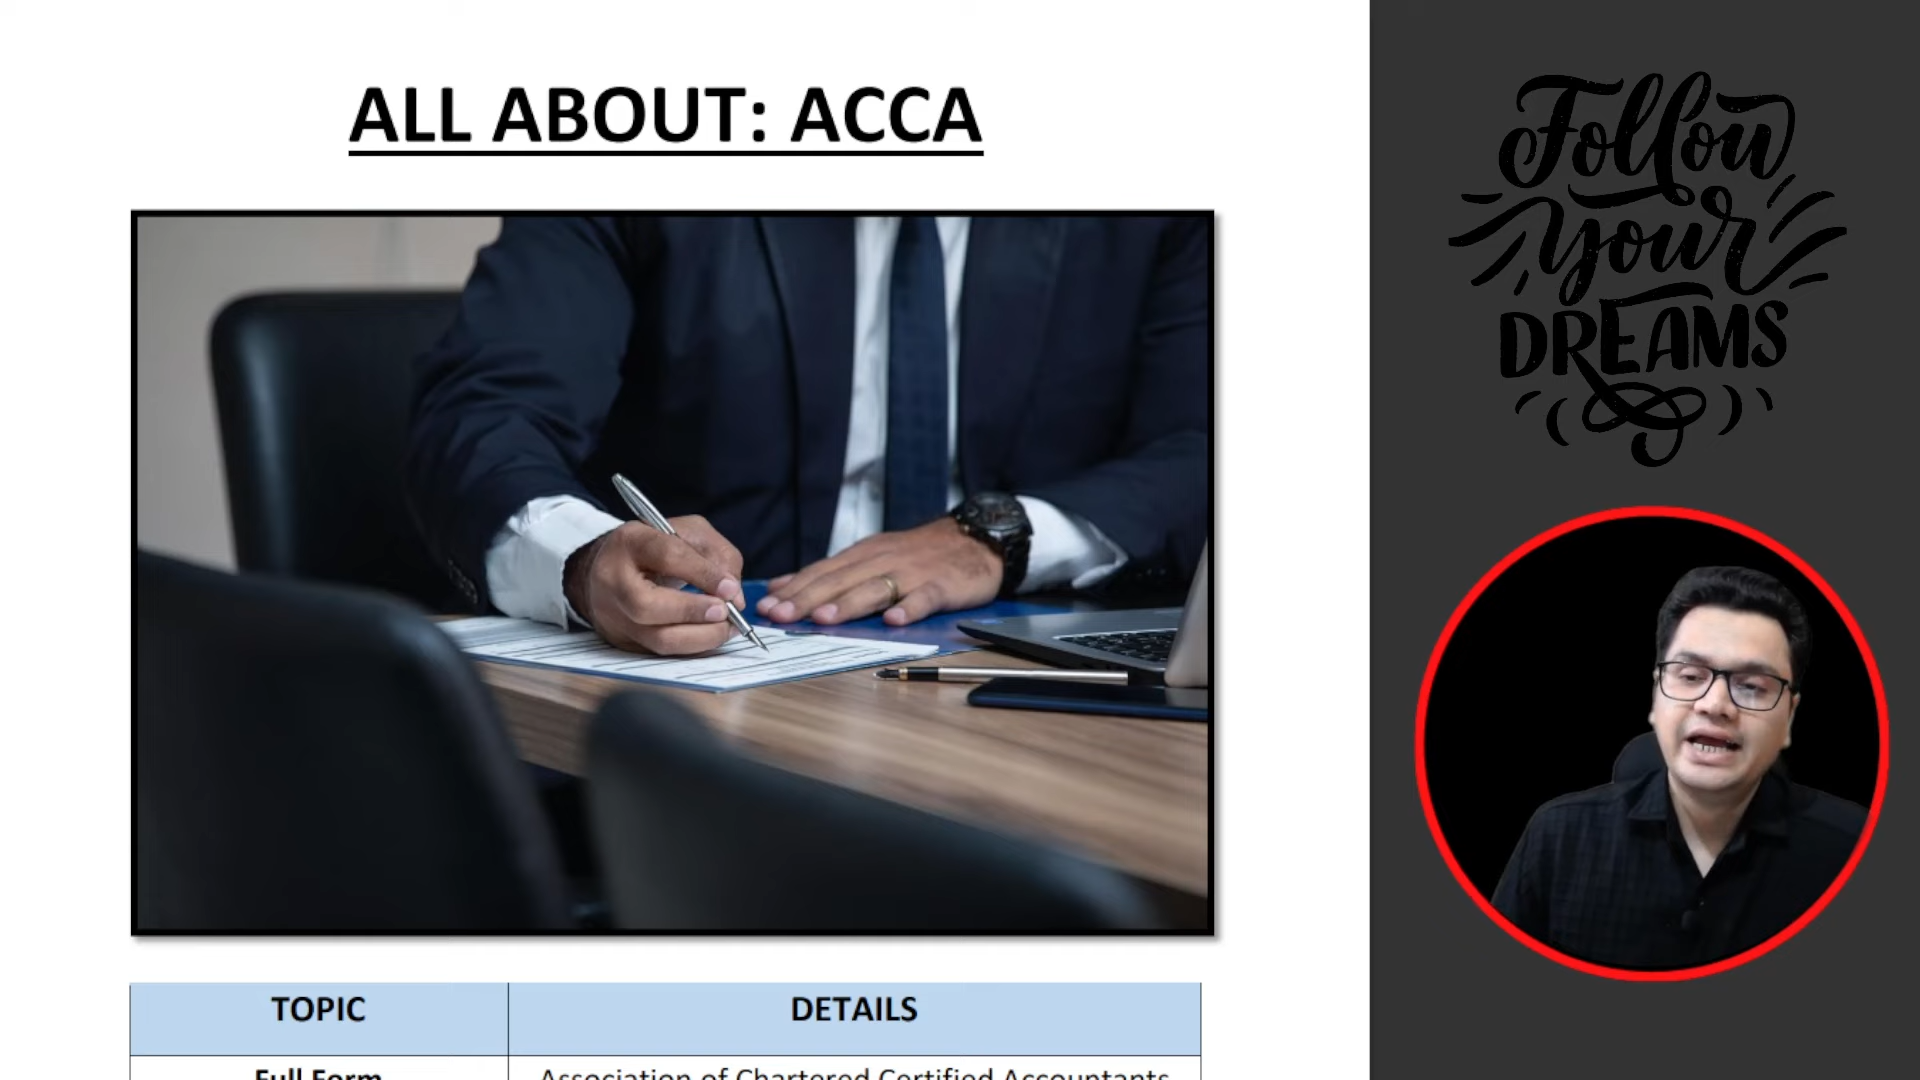 ALL ABOUT: ACCA
Follow
Your
DREAMS
TOPIC DETAILS
Full Form Association of Chartered Certified Accountants